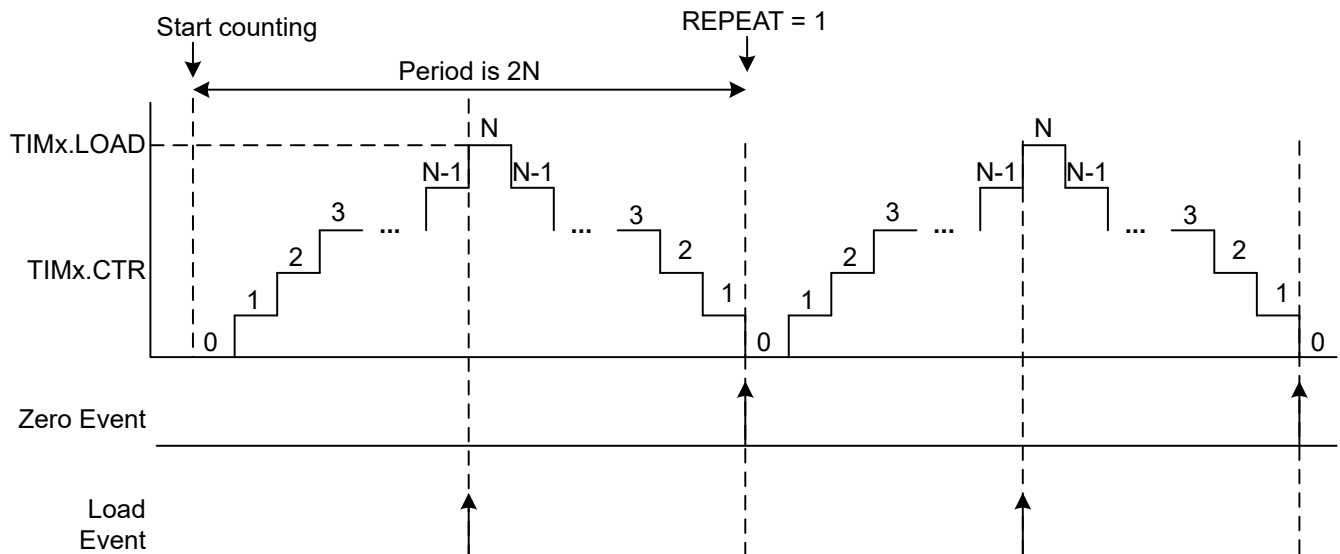 Start counting
REPEAT = 1
Period is 2N
TIMx.LOAD
N
N
N-1
N-1
N-1
N-1
3
...
...
3
3
...
...
3
TIMx.CTR
2
2
2
2
1
1
1
1
0
0
0
Zero Event
Load
Event